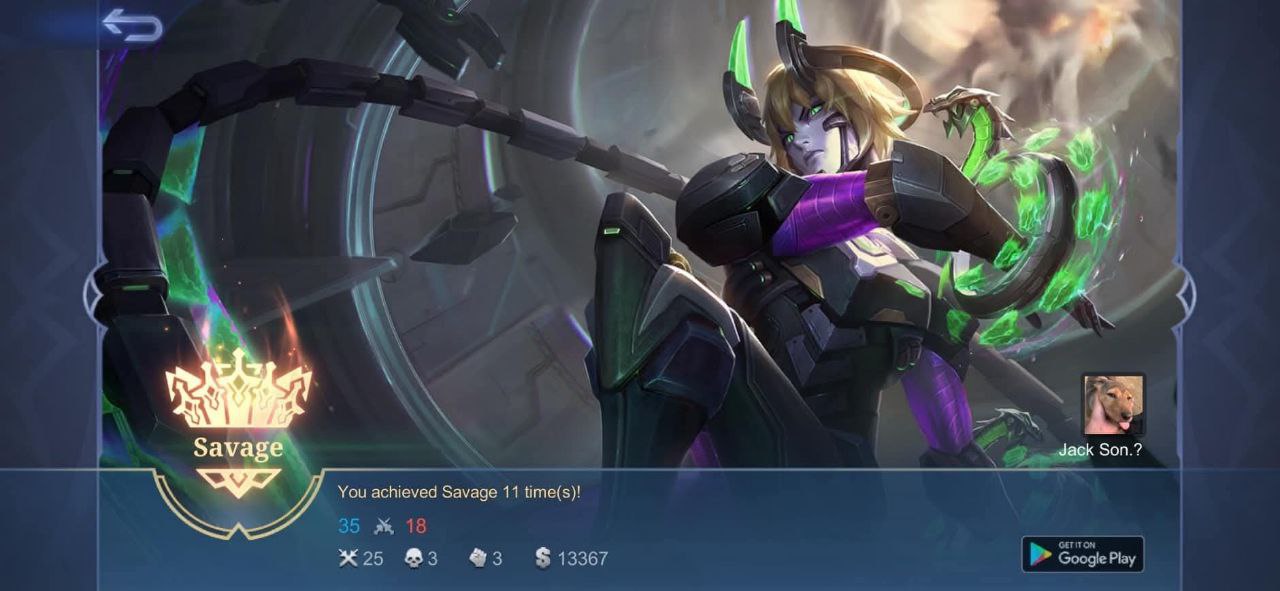 Savage
Jack Son.?
You achieved Savage 11 time(s)!
35 18
25 3 3 13367
GET IT ON
Google Play